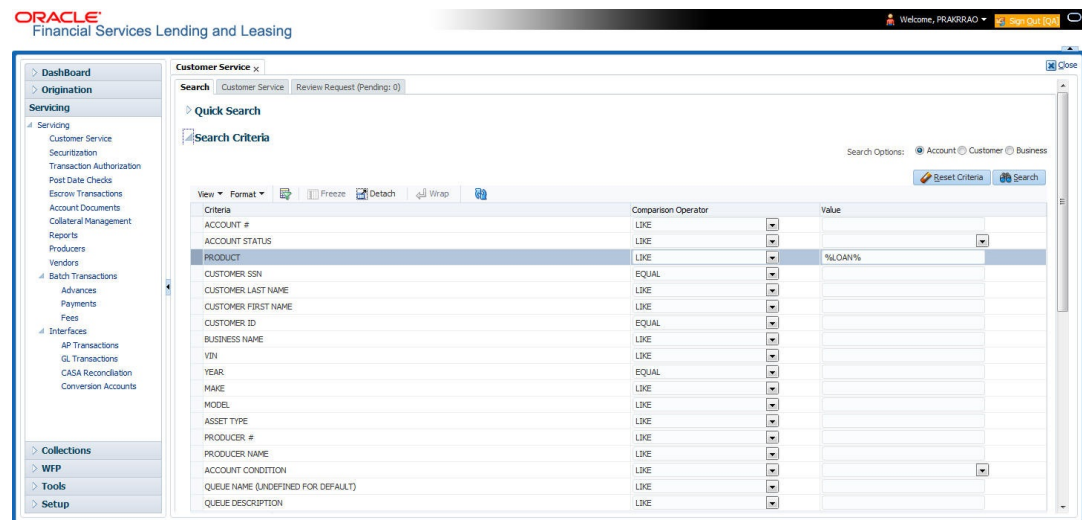 ORACLE
Financial Services Lending and Leasing
Welcome, PRAKRRAO
Sign Out [QA]
Close
DashBoard
Origination
Servicing
Servicing
Customer Service
Securitization
Transaction Authorization
Post Date Checks
Escrow Transactions
Account Documents
Collateral Management
Reports
Producers
Vendors
Batch Transactions
Advances
Payments
Fees
Interfaces
AP Transactions
GL Transactions
CASA Reconciliation
Conversion Accounts
Collections
WFP
Tools
Setup
Customer Service x
Search Customer Service Review Request (Pending: 0)
Quick Search
Search Criteria
Search Options: Account Customer Business
Reset Criteria Search
View Format Freeze Detach Wrap
Criteria Comparison Operator Value
ACCOUNT # LIKE
ACCOUNT STATUS LIKE
PRODUCT LIKE %LOAN%
CUSTOMER SSN EQUAL
CUSTOMER LAST NAME LIKE
CUSTOMER FIRST NAME LIKE
CUSTOMER ID EQUAL
BUSINESS NAME LIKE
VIN LIKE
YEAR EQUAL
MAKE LIKE
MODEL LIKE
ASSET TYPE LIKE
PRODUCER # LIKE
PRODUCER NAME LIKE
ACCOUNT CONDITION LIKE
QUEUE NAME (UNDEFINED FOR DEFAULT) LIKE
QUEUE DESCRIPTION LIKE